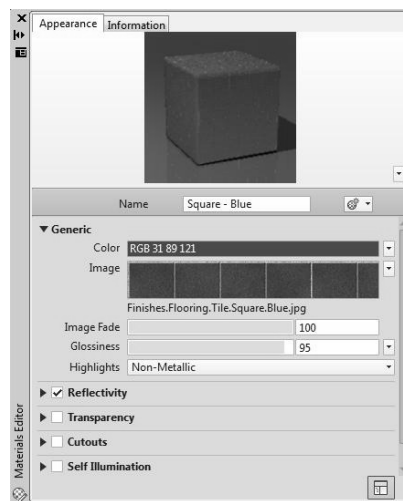 Appearance Information
Name Square - Blue
Generic
Color RGB 31 89 121
Image
Finishes.Flooring.Tile.Square.Blue.jpg
Image Fade 100
Glossiness 95
Highlights Non-Metallic
Reflectivity
Transparency
Cutouts
Self Illumination
Materials Editor